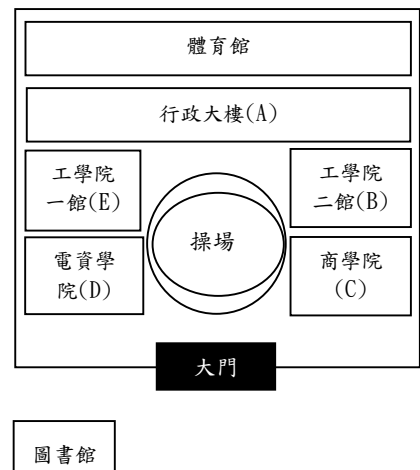 體育館
行政大樓(A)
工學院
一館(E)
工學院
二館(B)
操場
電資學
院(D)
商學院
(C)
大門
圖書館